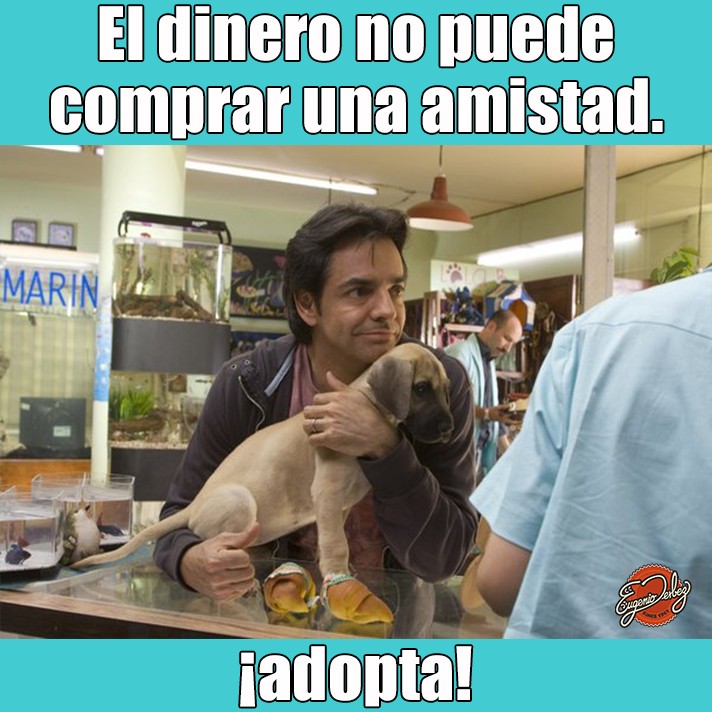 El dinero no puede
comprar una amistad.
MARIN
Eugenio Derbez
¡adopta!